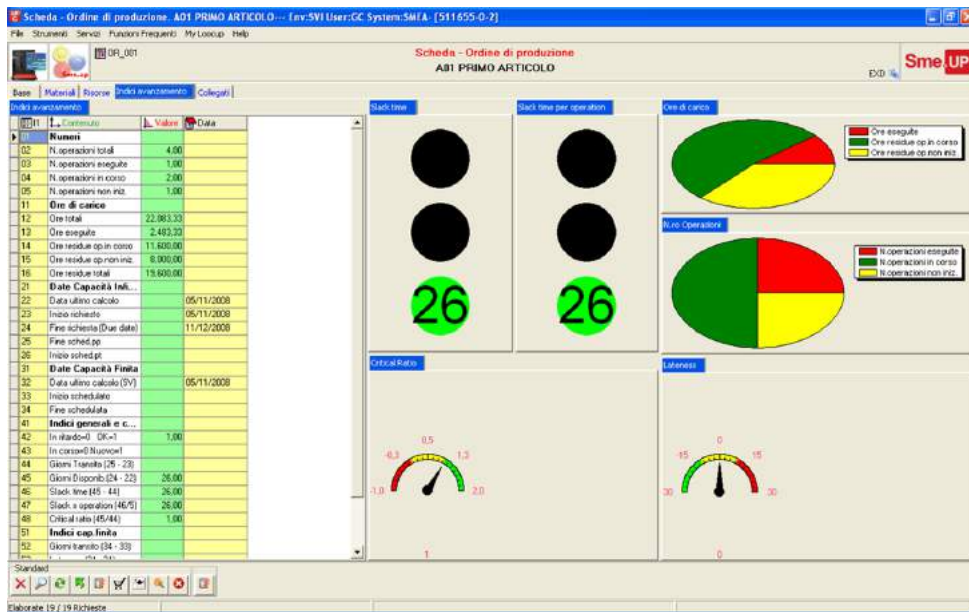 Scheda - Ordine di produzione. A01 PRIMO ARTICOLO--- Env:SVI User:GC System:SMEA- [511655-0-2]
File Strumenti Servizi Funzioni Frequenti My Loocup Help
OR_001
Scheda - Ordine di produzione
A01 PRIMO ARTICOLO
EXD
Sme.UP
Sme.up
Base Materiali Risorse Indici avanzamento Collegati
Indici avanzamento
Contenuto Valore Data
01 Numeri
02 N.operazioni totali 4,00
03 N.operazioni eseguite 1,00
04 N.operazioni in corso 2,00
05 N.operazioni non iniz. 1,00
11 Ore di carico
12 Ore totali 22.083,33
13 Ore eseguite 2.483,33
14 Ore residue op.in corso 11.600,00
15 Ore residue op.non iniz. 8.000,00
16 Ore residue totali 19.600,00
21 Date Capacità Infi...
22 Data ultimo calcolo 05/11/2008
23 Inizio richiesto 05/11/2008
24 Fine richiesta (Due date) 11/12/2008
25 Fine sched.pp
26 Inizio sched.pt
31 Date Capacità Finita
32 Data ultimo calcolo (SV) 05/11/2008
33 Inizio schedulato
34 Fine schedulata
41 Indici generali e c...
42 In ritardo=0 OK=1 1,00
43 In corso=0 Nuovo=1
44 Giorni Transito (25 - 23)
45 Giorni Disponib.(24 - 22) 26,00
46 Slack time (45 - 44) 26,00
47 Slack x operation (46/5) 26,00
48 Critical ratio (45/44) 1,00
51 Indici cap.finita
52 Giorni transito (34 - 33)
Slack time
26
Slack time per operation
26
Ore di carico
Ore eseguite
Ore residue op.in corso
Ore residue op.non iniz.
N.ro Operazioni
N.operazioni eseguite
N.operazioni in corso
N.operazioni non iniz.
Critical Ratio
0,5
-0,3 1,3
-1,0 2,0
1
Lateness
0
-15 15
-30 30
0
Standard
Elaborate 19 / 19 Richieste